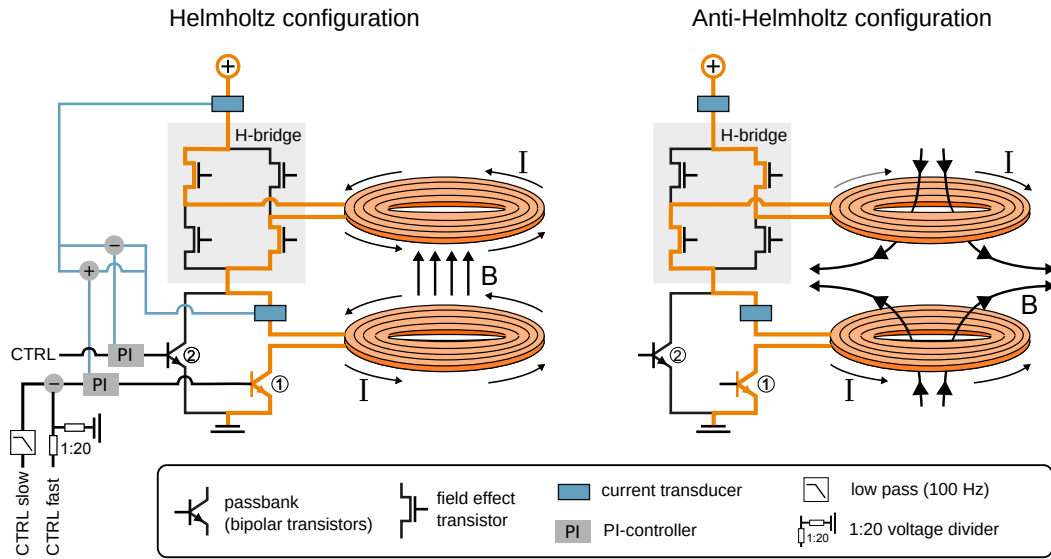 Helmholtz configuration
Anti-Helmholtz configuration
+
+
H-bridge
H-bridge
I
I
−
+
B
B
CTRL
PI
②
②
−
PI
①
①
I
I
1:20
CTRL slow
CTRL fast
passbank
(bipolar transistors)
field effect
transistor
current transducer
PI
PI-controller
low pass (100 Hz)
1:20
1:20 voltage divider